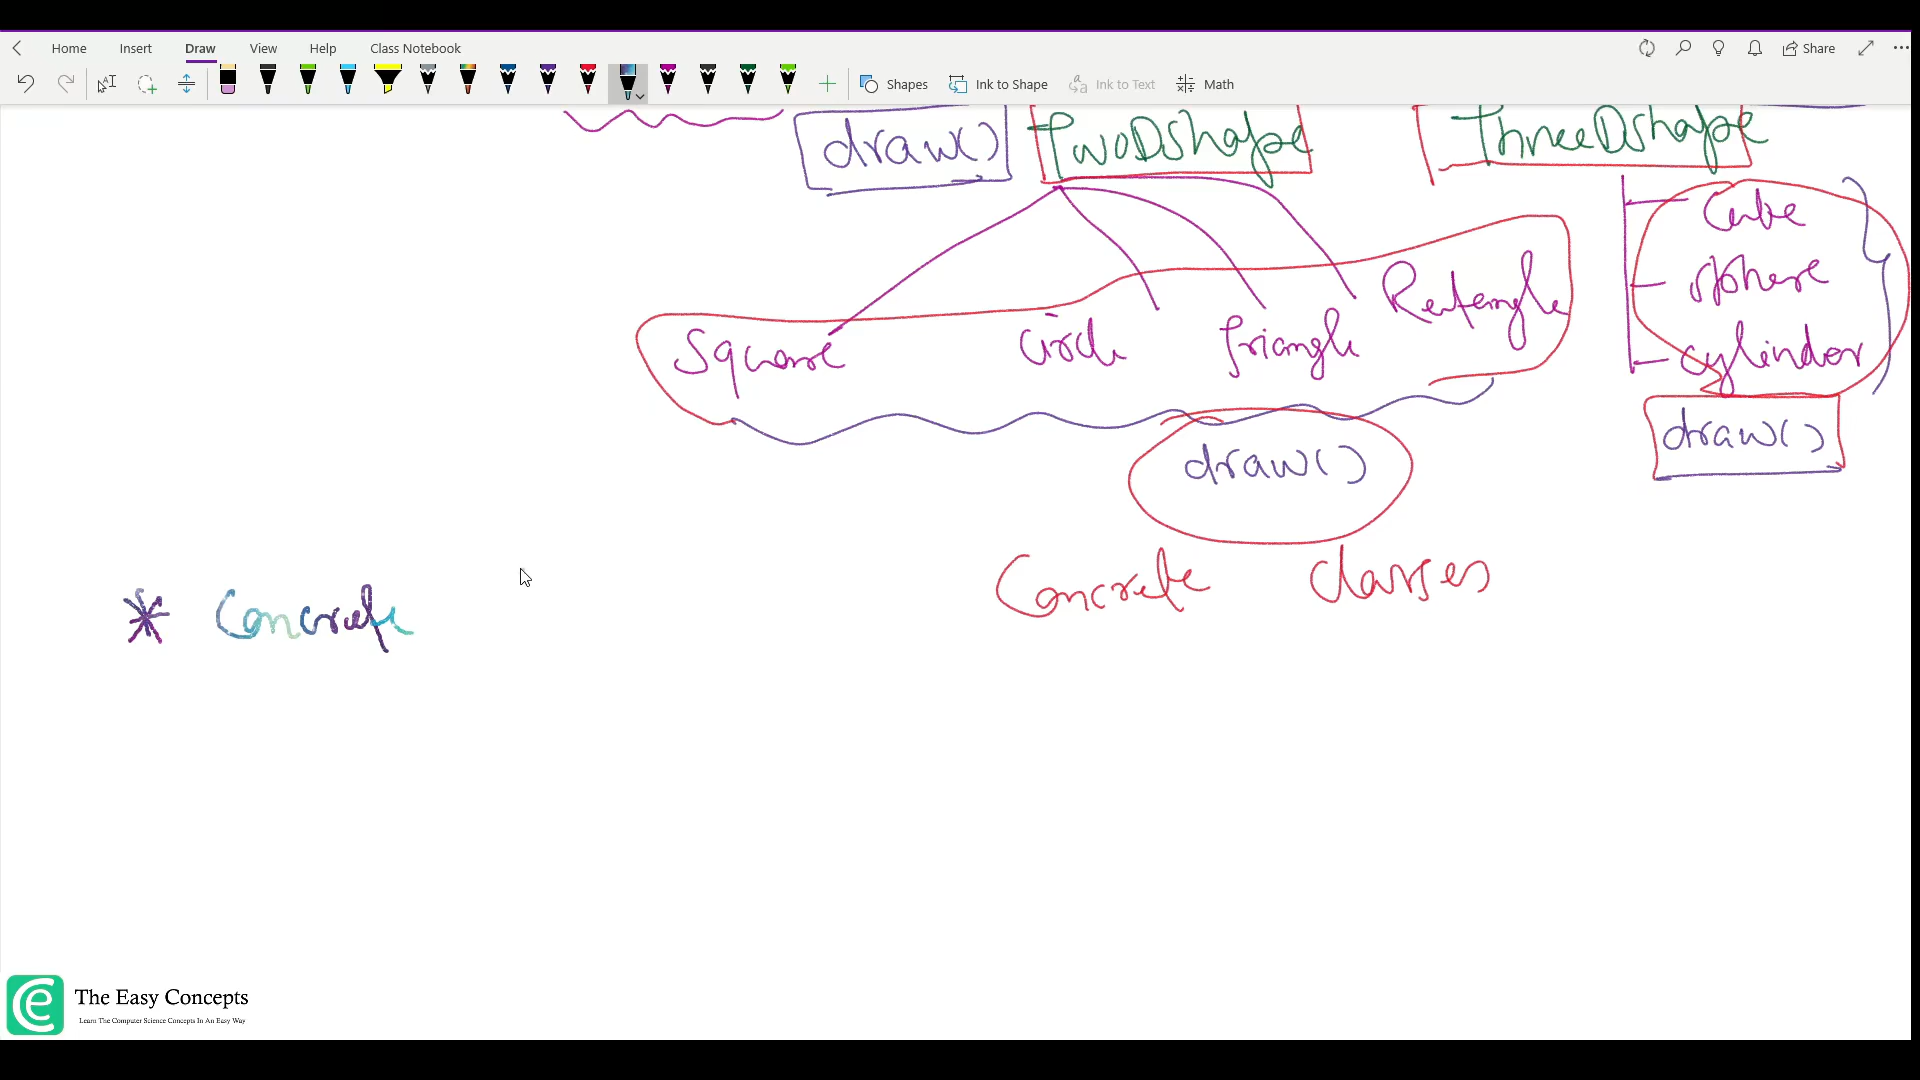 Home Insert Draw View Help Class Notebook Share
Shapes Ink to Shape Ink to Text Math
draw() TwoDshape ThreeDshape
Cube
sphere
cylinder
Square Circle Triangle Rectangle
draw()
draw()
Concrete classes
* Concrete
The Easy Concepts
Learn The Computer Science Concepts In An Easy Way